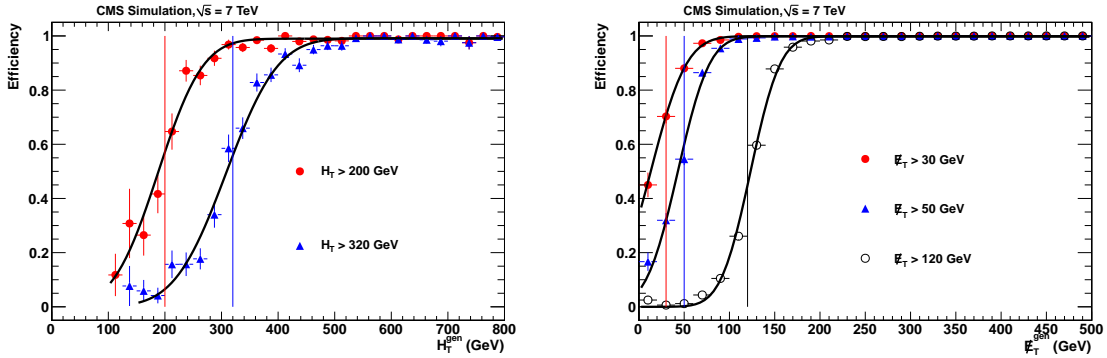 CMS Simulation, √s = 7 TeV
Efficiency
1
0.8
0.6
0.4
0.2
0
H_T > 200 GeV
H_T > 320 GeV
0 100 200 300 400 500 600 700 800
H_T^gen (GeV)
CMS Simulation, √s = 7 TeV
Efficiency
1
0.8
0.6
0.4
0.2
0
E̸_T > 30 GeV
E̸_T > 50 GeV
E̸_T > 120 GeV
0 50 100 150 200 250 300 350 400 450 500
E̸_T^gen (GeV)